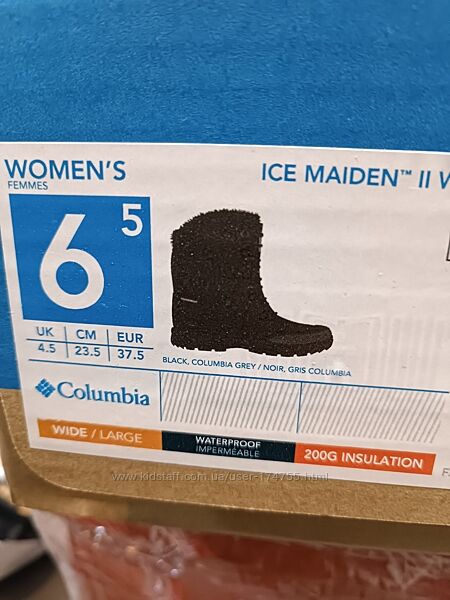 WOMEN'S
FEMMES
ICE MAIDEN™ II
6 5
UK CM EUR
4.5 23.5 37.5
BLACK, COLUMBIA GREY / NOIR, GRIS COLUMBIA
Columbia
WIDE / LARGE
WATERPROOF
IMPERMÉABLE
200G INSULATION
www.kidstaff.com.ua/user-174755.html